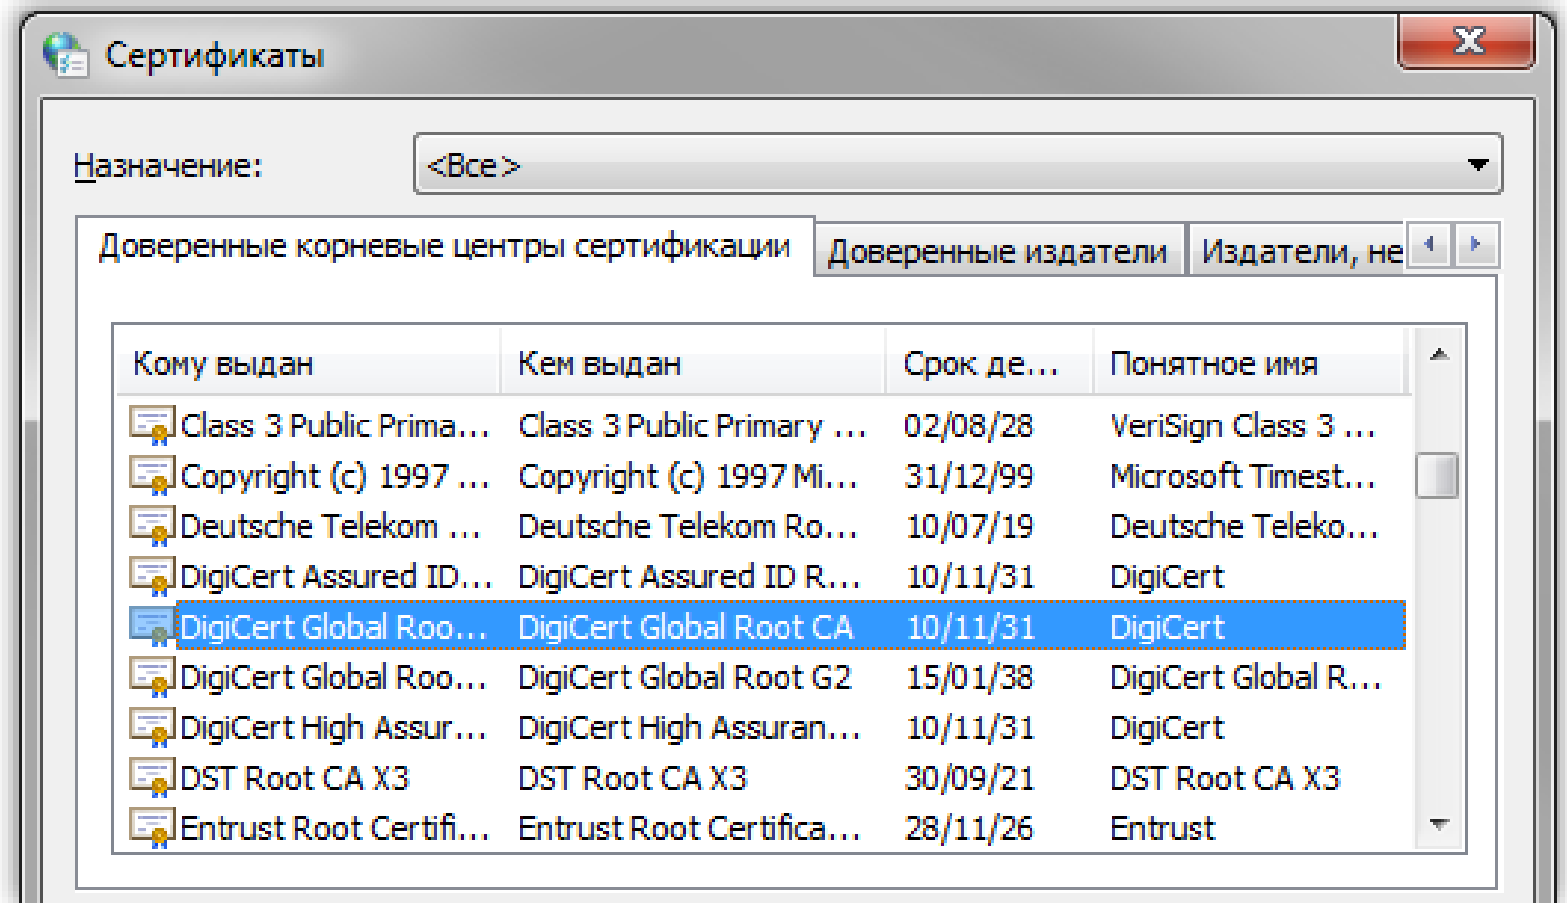 Сертификаты
Назначение: <Все>
Доверенные корневые центры сертификации Доверенные издатели Издатели, не
Кому выдан Кем выдан Срок де... Понятное имя
Class 3 Public Prima... Class 3 Public Primary ... 02/08/28 VeriSign Class 3 ...
Copyright (c) 1997 ... Copyright (c) 1997 Mi... 31/12/99 Microsoft Timest...
Deutsche Telekom ... Deutsche Telekom Ro... 10/07/19 Deutsche Teleko...
DigiCert Assured ID... DigiCert Assured ID R... 10/11/31 DigiCert
DigiCert Global Roo... DigiCert Global Root CA 10/11/31 DigiCert
DigiCert Global Roo... DigiCert Global Root G2 15/01/38 DigiCert Global R...
DigiCert High Assur... DigiCert High Assuran... 10/11/31 DigiCert
DST Root CA X3 DST Root CA X3 30/09/21 DST Root CA X3
Entrust Root Certifi... Entrust Root Certifica... 28/11/26 Entrust